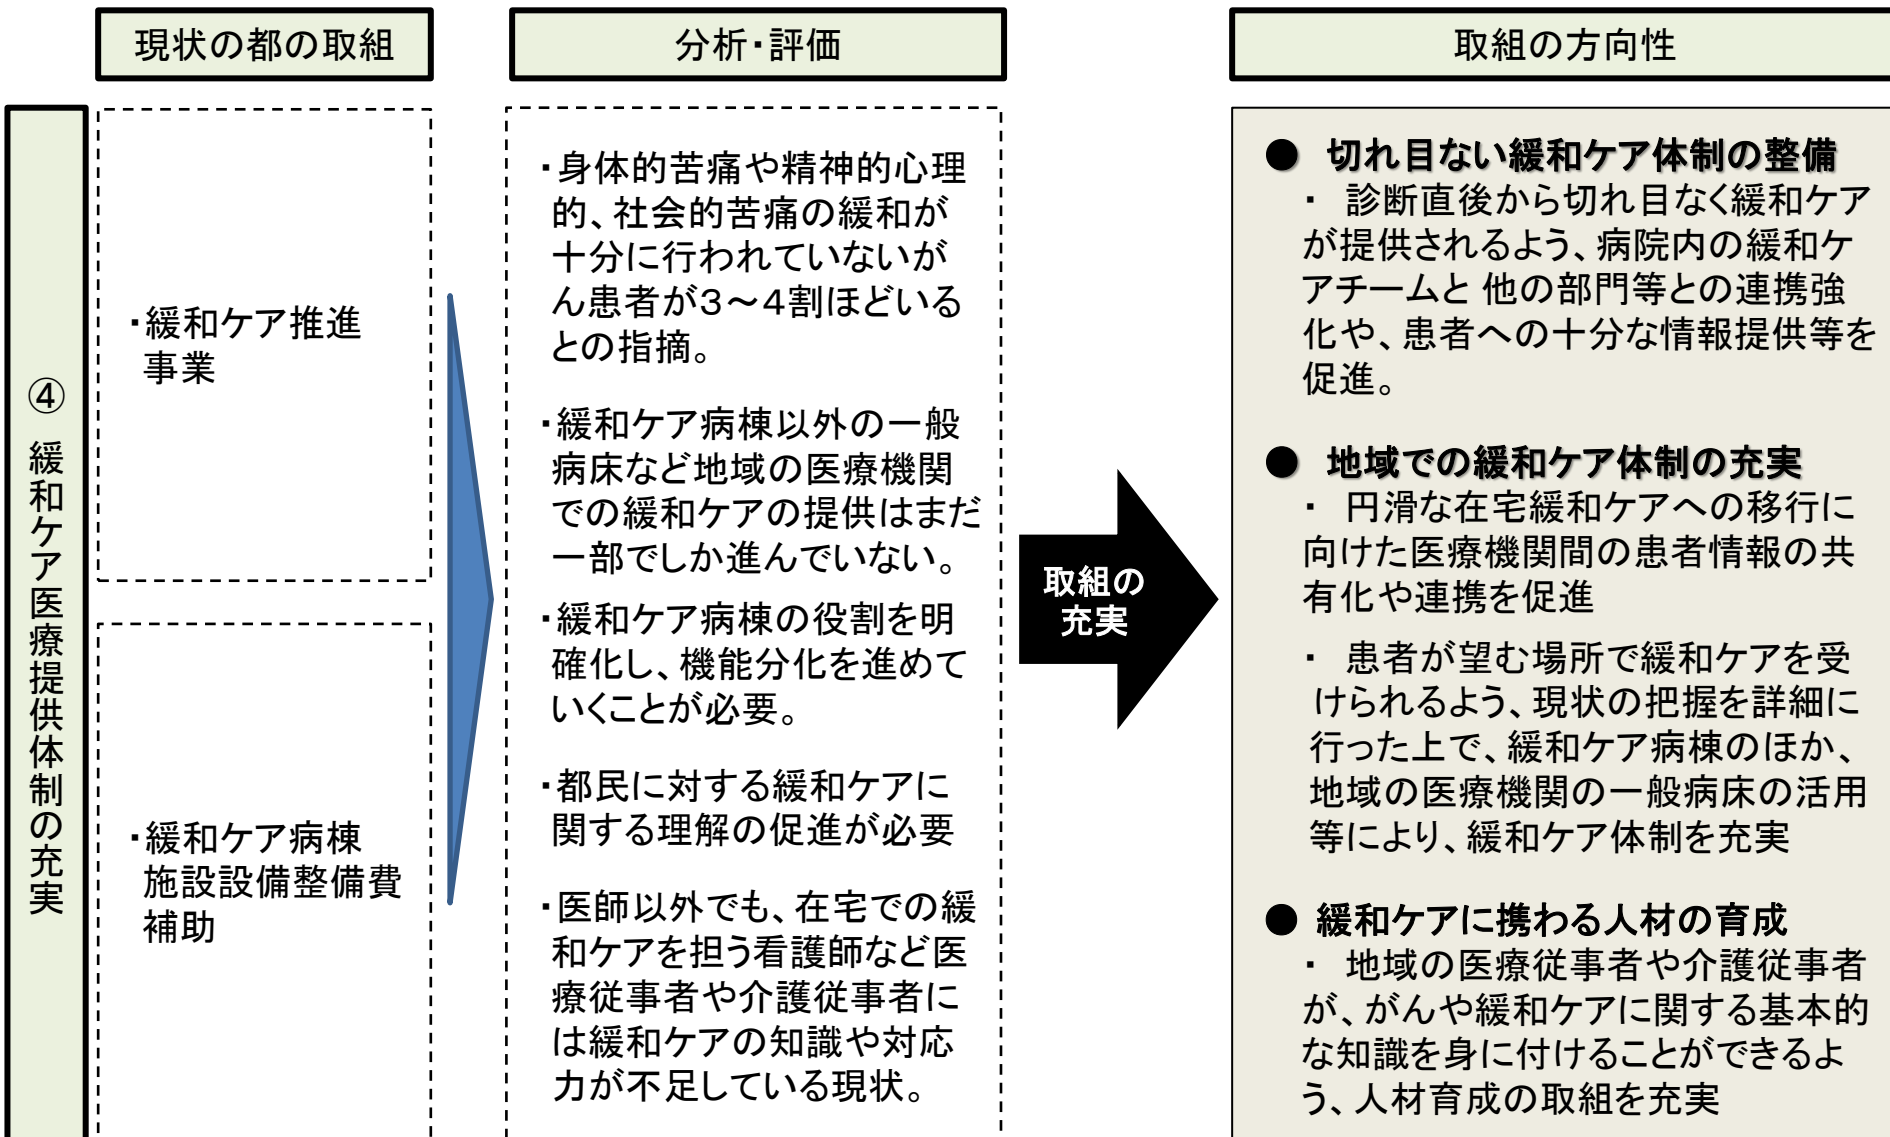 現状の都の取組
分析・評価
取組の方向性
④ 緩和ケア医療提供体制の充実
・緩和ケア推進
事業
・緩和ケア病棟
施設設備整備費
補助
・身体的苦痛や精神的心理
的、社会的苦痛の緩和が
十分に行われていないが
ん患者が３～４割ほどいる
との指摘。
・緩和ケア病棟以外の一般
病床など地域の医療機関
での緩和ケアの提供はまだ
一部でしか進んでいない。
・緩和ケア病棟の役割を明
確化し、機能分化を進めて
いくことが必要。
・都民に対する緩和ケアに
関する理解の促進が必要
・医師以外でも、在宅での緩
和ケアを担う看護師など医
療従事者や介護従事者に
は緩和ケアの知識や対応
力が不足している現状。
取組の
充実
● 切れ目ない緩和ケア体制の整備
・ 診断直後から切れ目なく緩和ケア
が提供されるよう、病院内の緩和ケ
アチームと 他の部門等との連携強
化や、患者への十分な情報提供等を
促進。
● 地域での緩和ケア体制の充実
・ 円滑な在宅緩和ケアへの移行に
向けた医療機関間の患者情報の共
有化や連携を促進
・ 患者が望む場所で緩和ケアを受
けられるよう、現状の把握を詳細に
行った上で、緩和ケア病棟のほか、
地域の医療機関の一般病床の活用
等により、緩和ケア体制を充実
● 緩和ケアに携わる人材の育成
・ 地域の医療従事者や介護従事者
が、がんや緩和ケアに関する基本的
な知識を身に付けることができるよ
う、人材育成の取組を充実